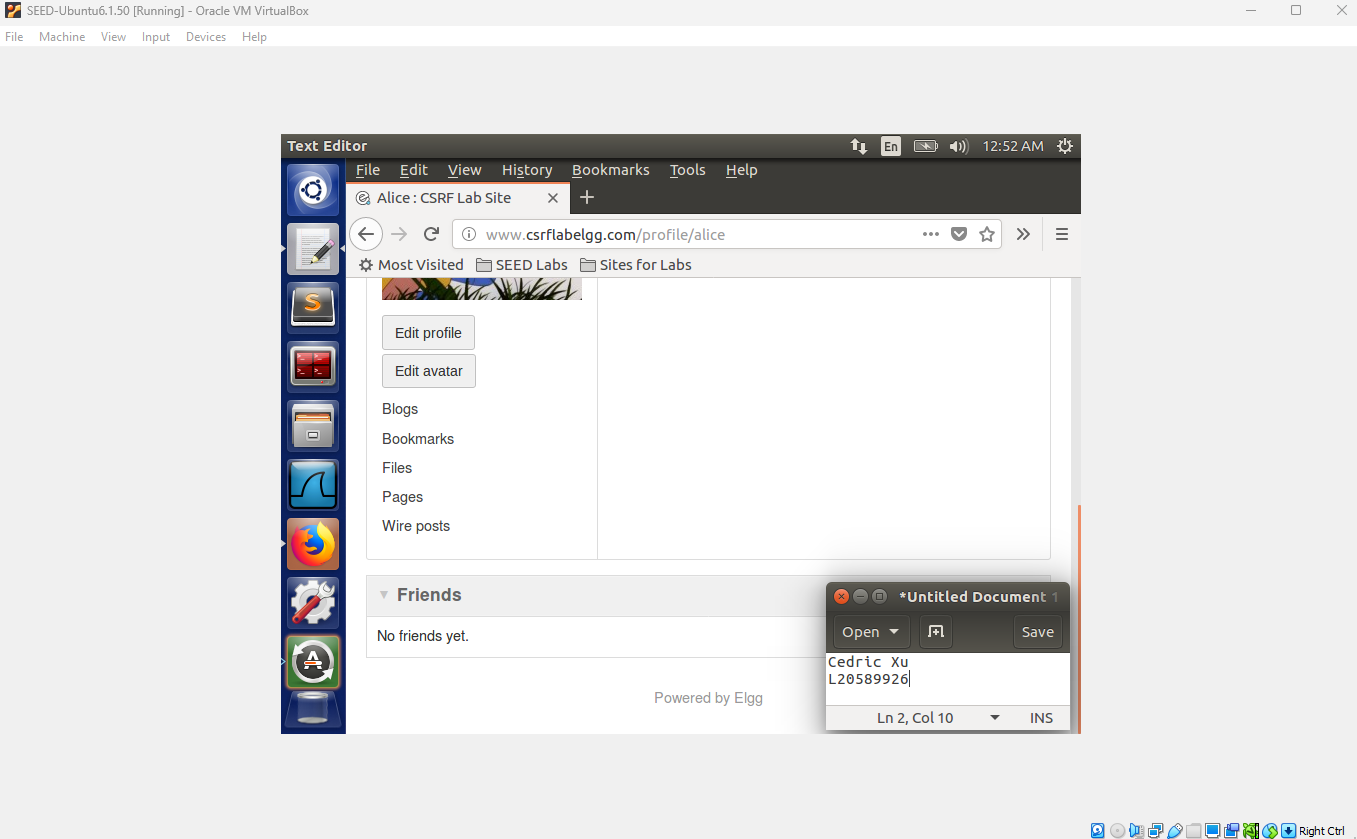 SEED-Ubuntu6.1.50 [Running] - Oracle VM VirtualBox
File Machine View Input Devices Help
Text Editor
En
12:52 AM
File Edit View History Bookmarks Tools Help
Alice : CSRF Lab Site
www.csrflabelgg.com/profile/alice
Most Visited SEED Labs Sites for Labs
Edit profile
Edit avatar
Blogs
Bookmarks
Files
Pages
Wire posts
Friends
No friends yet.
Powered by Elgg
*Untitled Document 1
Open Save
Cedric Xu
L20589926
Ln 2, Col 10 INS
Right Ctrl